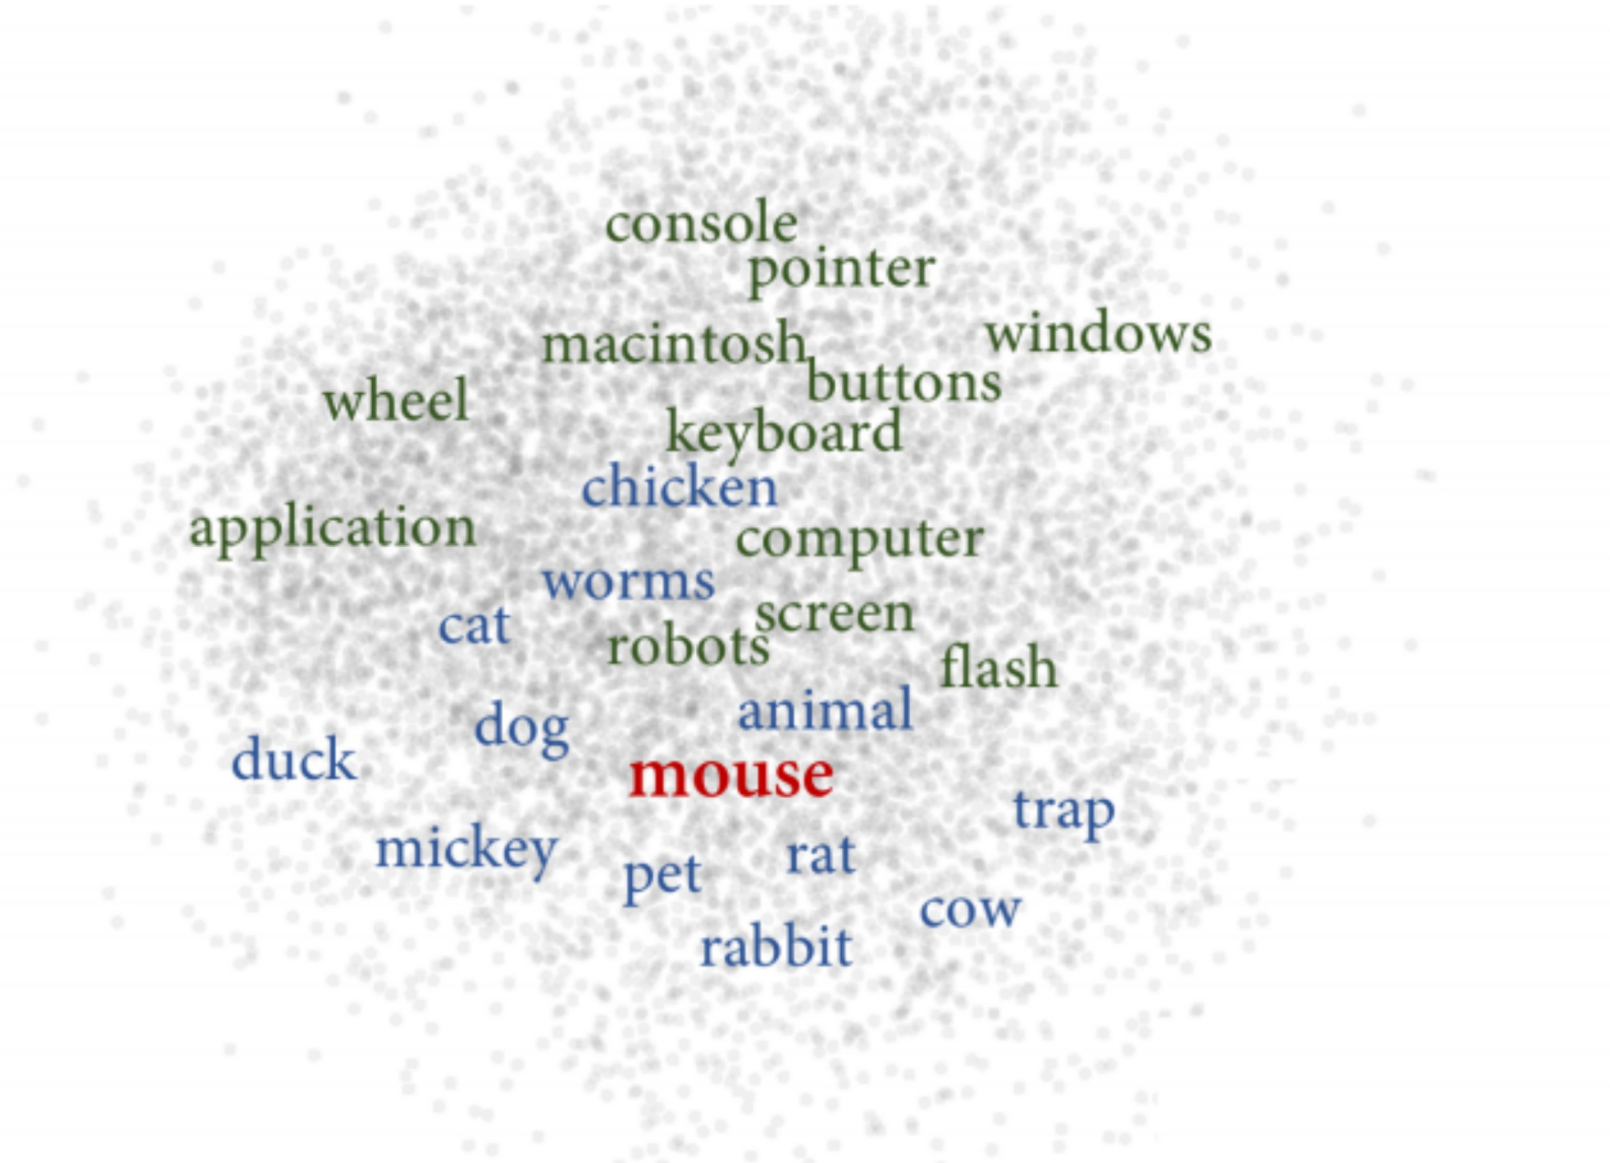 console
pointer
windows
macintosh
buttons
wheel
keyboard
chicken
application
computer
worms
screen
cat
robots
flash
animal
dog
duck
mouse
trap
mickey
rat
pet
cow
rabbit